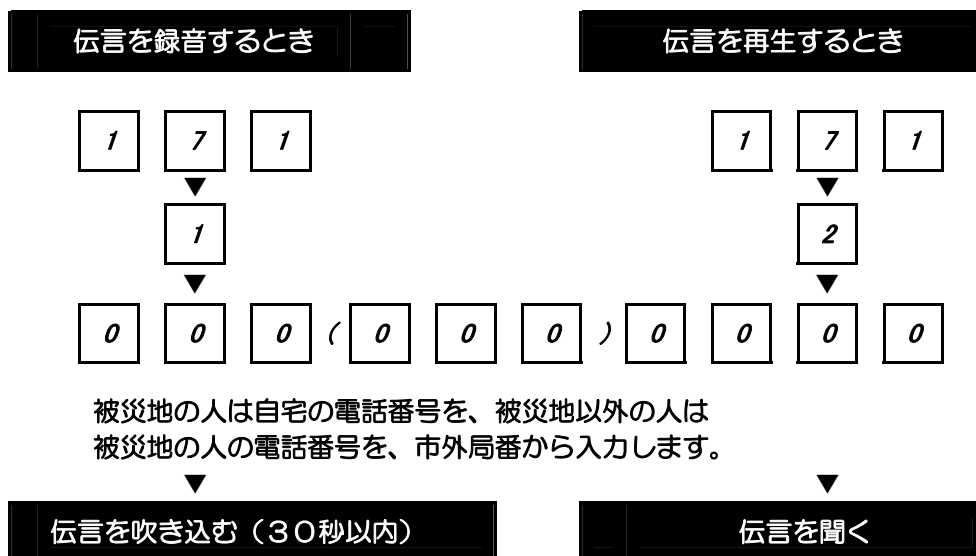 伝言を録音するとき
伝言を再生するとき
1 7 1
1 7 1
▼
▼
1
2
▼
▼
0 0 0 ( 0 0 0 ) 0 0 0 0
被災地の人は自宅の電話番号を、被災地以外の人は
被災地の人の電話番号を、市外局番から入力します。
▼
▼
伝言を吹き込む（３０秒以内）
伝言を聞く